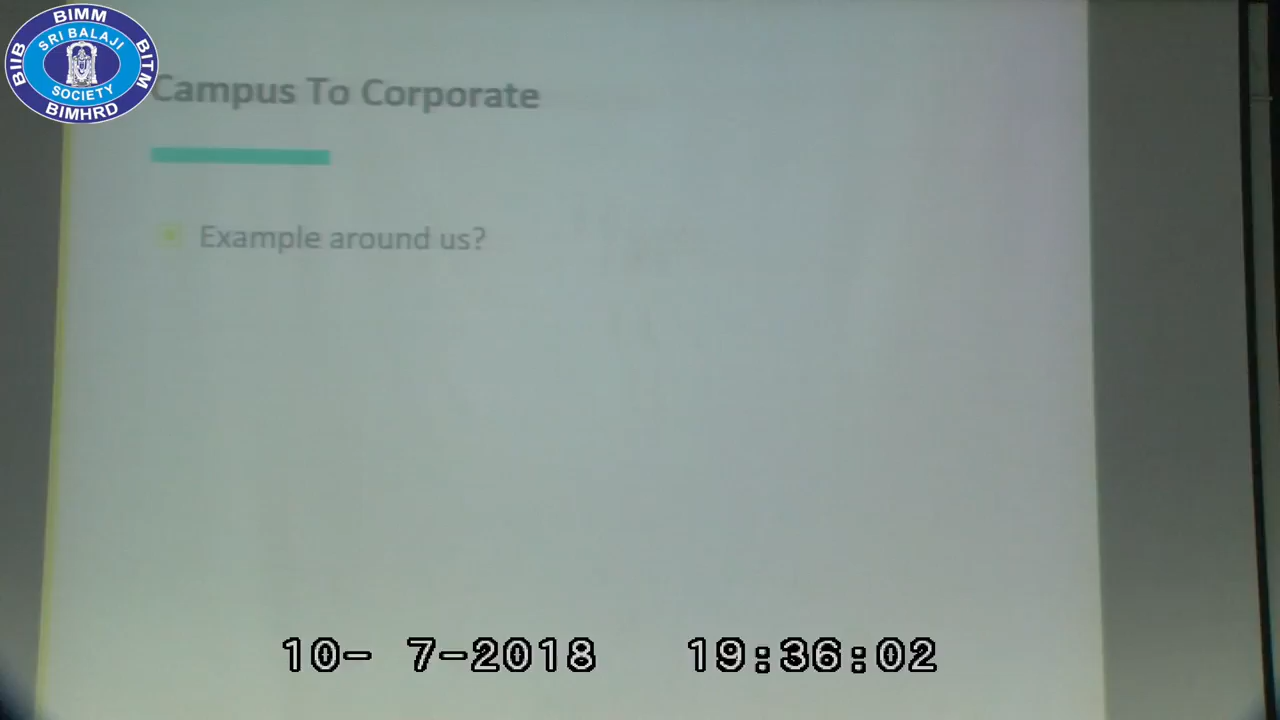 BIMM
BIIB
SRI BALAJI
SOCIETY
BITM
BIMHRD
Campus To Corporate
Example around us?
10- 7-2018 19:36:02